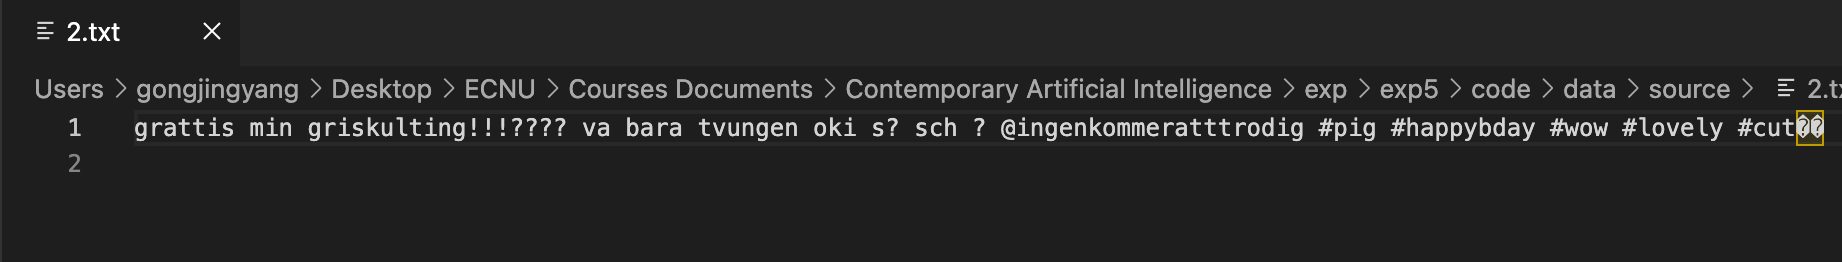 2.txt
Users > gongjingyang > Desktop > ECNU > Courses Documents > Contemporary Artificial Intelligence > exp > exp5 > code > data > source > 2.t
1 grattis min griskulting!!!???? va bara tvungen oki s? sch ? @ingenkommeratttrodig #pig #happybday #wow #lovely #cut��
2